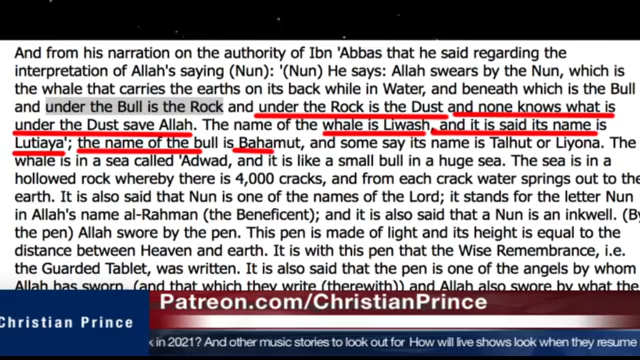 And from his narration on the authority of Ibn 'Abbas that he said regarding the
interpretation of Allah's saying (Nun): '(Nun) He says: Allah swears by the Nun, which is
the whale that carries the earths on its back while in Water, and beneath which is the Bull
and under the Bull is the Rock and under the Rock is the Dust and none knows what is
under the Dust save Allah. The name of the whale is Liwash, and it is said its name is
Lutiaya'; the name of the bull is Bahamut, and some say its name is Talhut or Liyona. The
whale is in a sea called 'Adwad, and it is like a small bull in a huge sea. The sea is in a
hollowed rock whereby there is 4,000 cracks, and from each crack water springs out to the
earth. It is also said that Nun is one of the names of the Lord; it stands for the letter Nun
in Allah's name al-Rahman (the Beneficent); and it is also said that a Nun is an inkwell. (By
the pen) Allah swore by the pen. This pen is made of light and its height is equal to the
distance between Heaven and earth. It is with this pen that the Wise Remembrance, i.e.
the Guarded Tablet, was written. It is also said that the pen is one of the angels by whom
Allah has sworn, (and that which they write (therewith)) and Allah also swore by what the
Patreon.com/ChristianPrince
Christian Prince
k in 2021? And other music stories to look out for How will live shows look when they resume